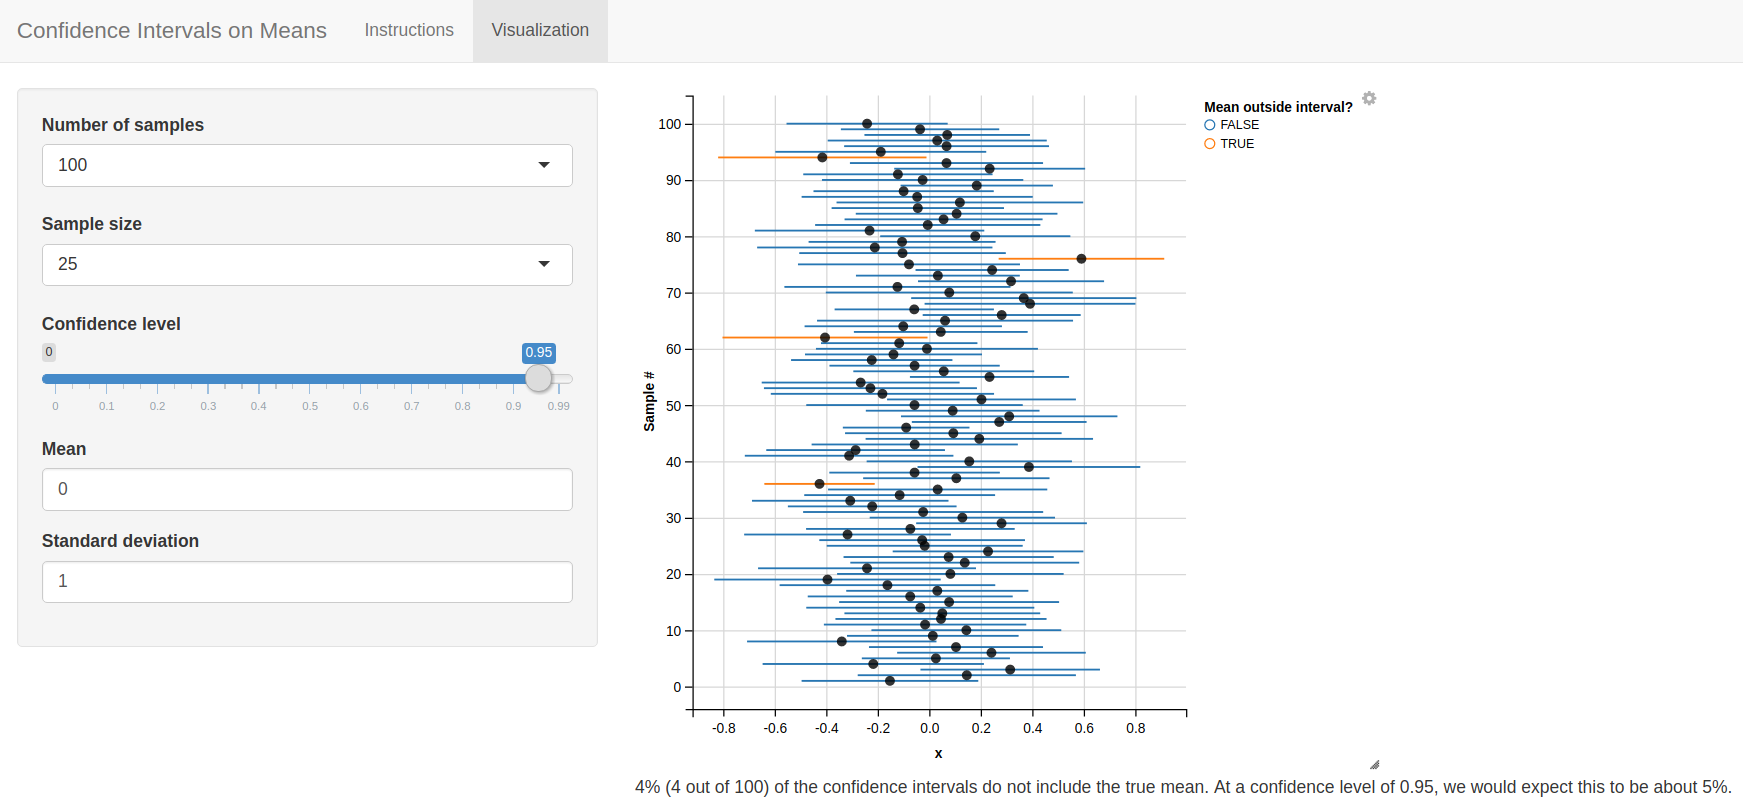 Confidence Intervals on Means Instructions Visualization
Number of samples
100
Sample size
25
Confidence level
0 0.95
0 0.1 0.2 0.3 0.4 0.5 0.6 0.7 0.8 0.9 0.99
Mean
0
Standard deviation
1
Sample #
100
90
80
70
60
50
40
30
20
10
0
-0.8 -0.6 -0.4 -0.2 0.0 0.2 0.4 0.6 0.8
x
Mean outside interval?
FALSE
TRUE
4% (4 out of 100) of the confidence intervals do not include the true mean. At a confidence level of 0.95, we would expect this to be about 5%.